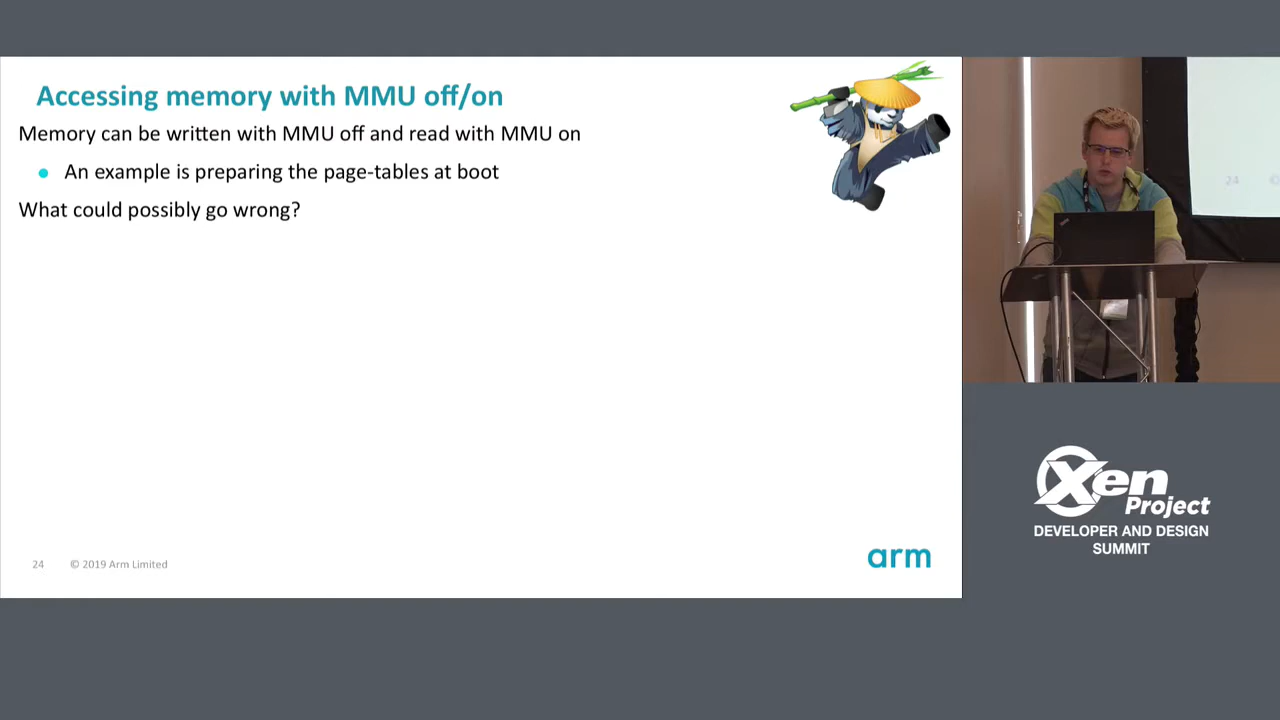 Accessing memory with MMU off/on
Memory can be written with MMU off and read with MMU on
An example is preparing the page-tables at boot
What could possibly go wrong?
24
© 2019 Arm Limited
arm
24 ©
Xen
Project
DEVELOPER AND DESIGN
SUMMIT